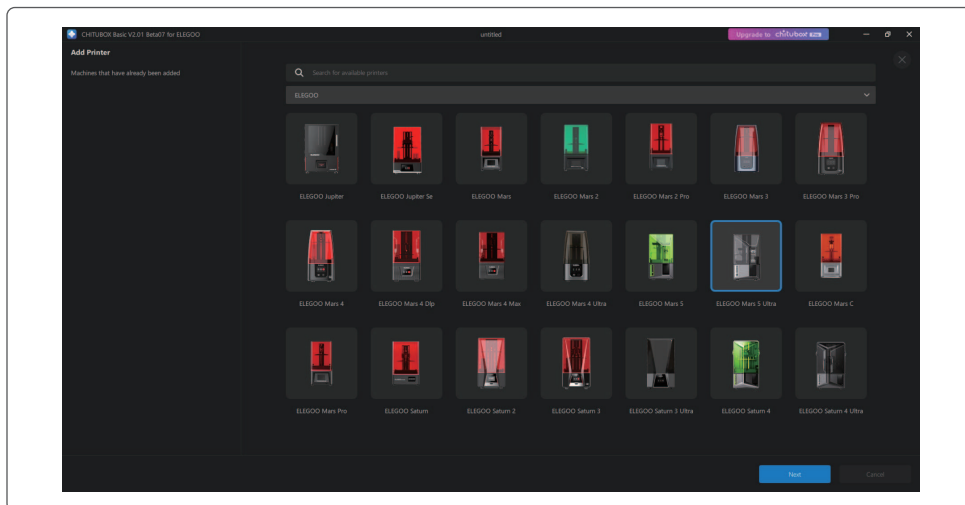 CHITUBOX Basic V2.01 Beta07 for ELEGOO
untitled
Upgrade to chitubox Pro
Add Printer
Machines that have already been added
Search for available printers
ELEGOO
ELEGOO Jupiter
ELEGOO Jupiter Se
ELEGOO Mars
ELEGOO Mars 2
ELEGOO Mars 2 Pro
ELEGOO Mars 3
ELEGOO Mars 3 Pro
ELEGOO Mars 4
ELEGOO Mars 4 Dlp
ELEGOO Mars 4 Max
ELEGOO Mars 4 Ultra
ELEGOO Mars 5
ELEGOO Mars 5 Ultra
ELEGOO Mars C
ELEGOO Mars Pro
ELEGOO Saturn
ELEGOO Saturn 2
ELEGOO Saturn 3
ELEGOO Saturn 3 Ultra
ELEGOO Saturn 4
ELEGOO Saturn 4 Ultra
Next
Cancel